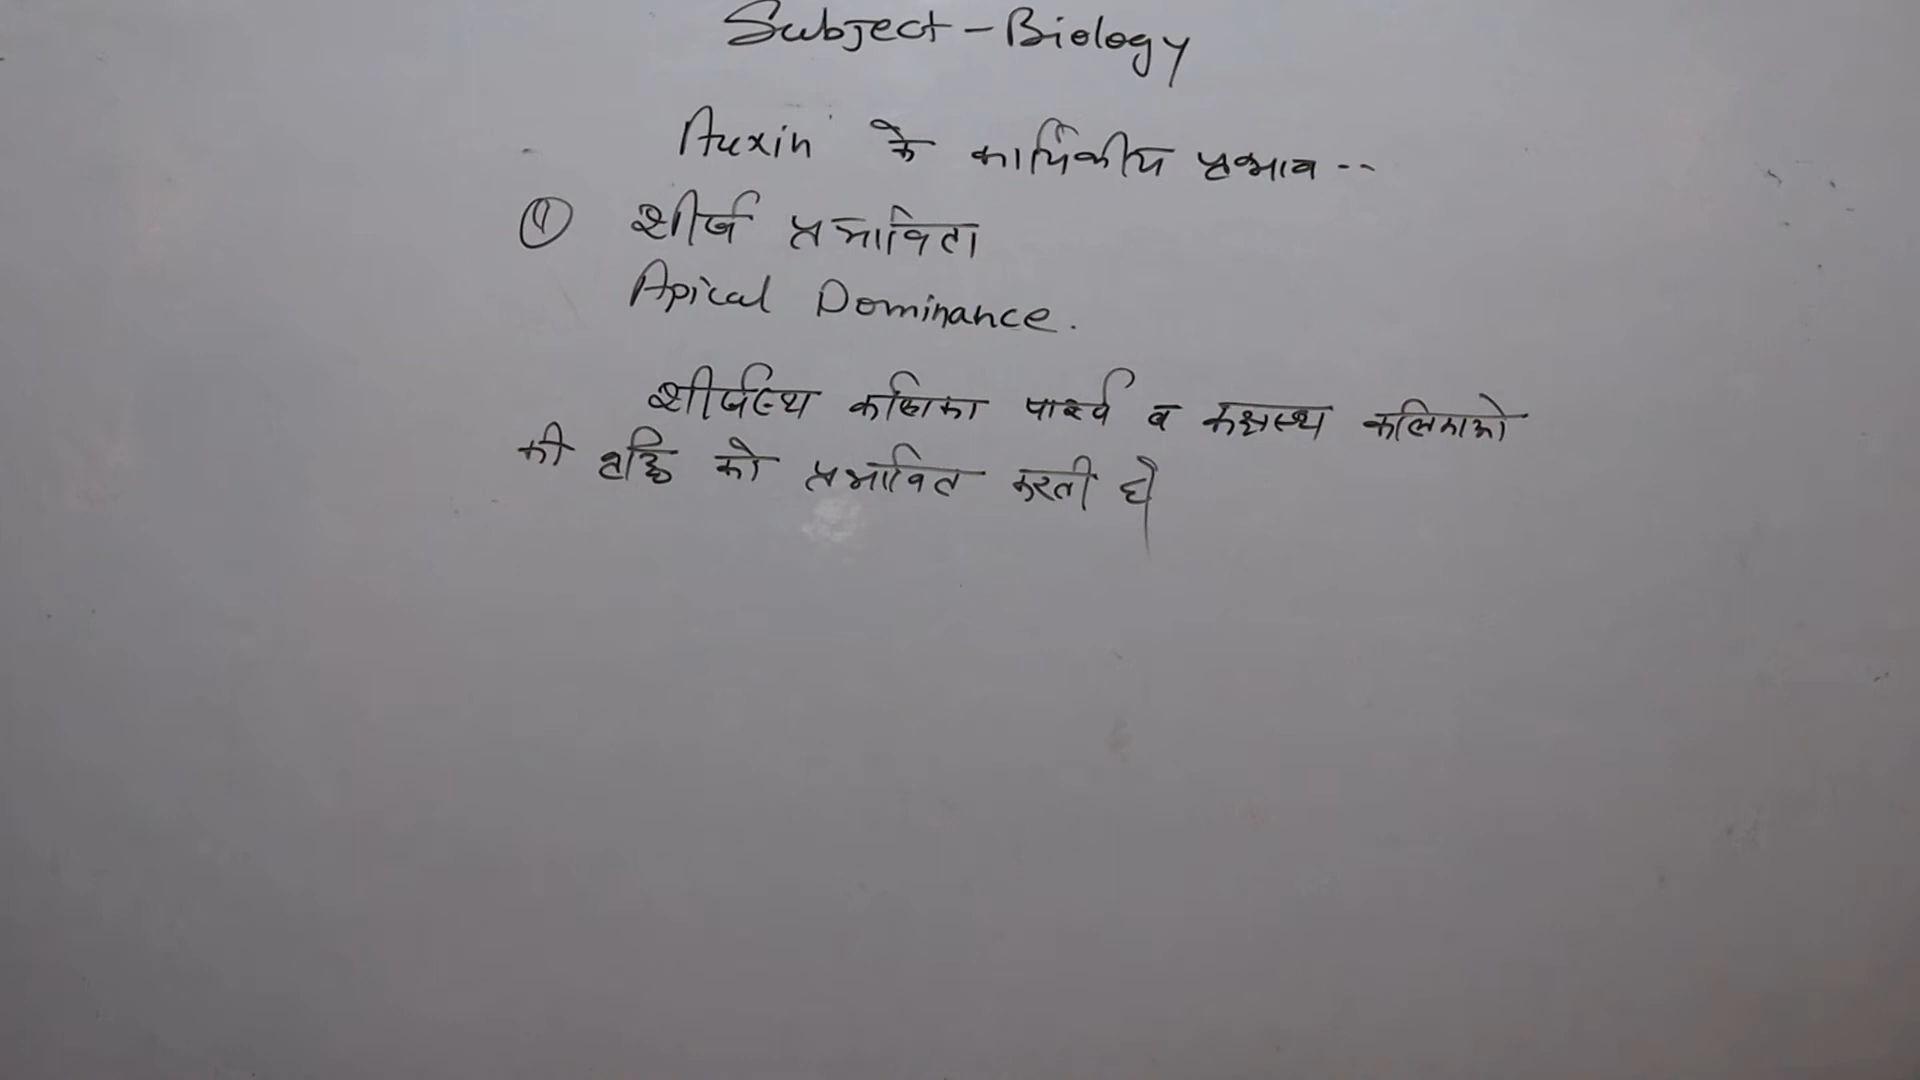 Subject - Biology
Auxin के कार्यिकीय प्रभाव --
① शीर्ष प्रभाविता
Apical Dominance.
शीर्षस्थ कलिका पार्श्व व कक्षस्थ कलिकाओ
की वृद्धि को प्रभावित करती है